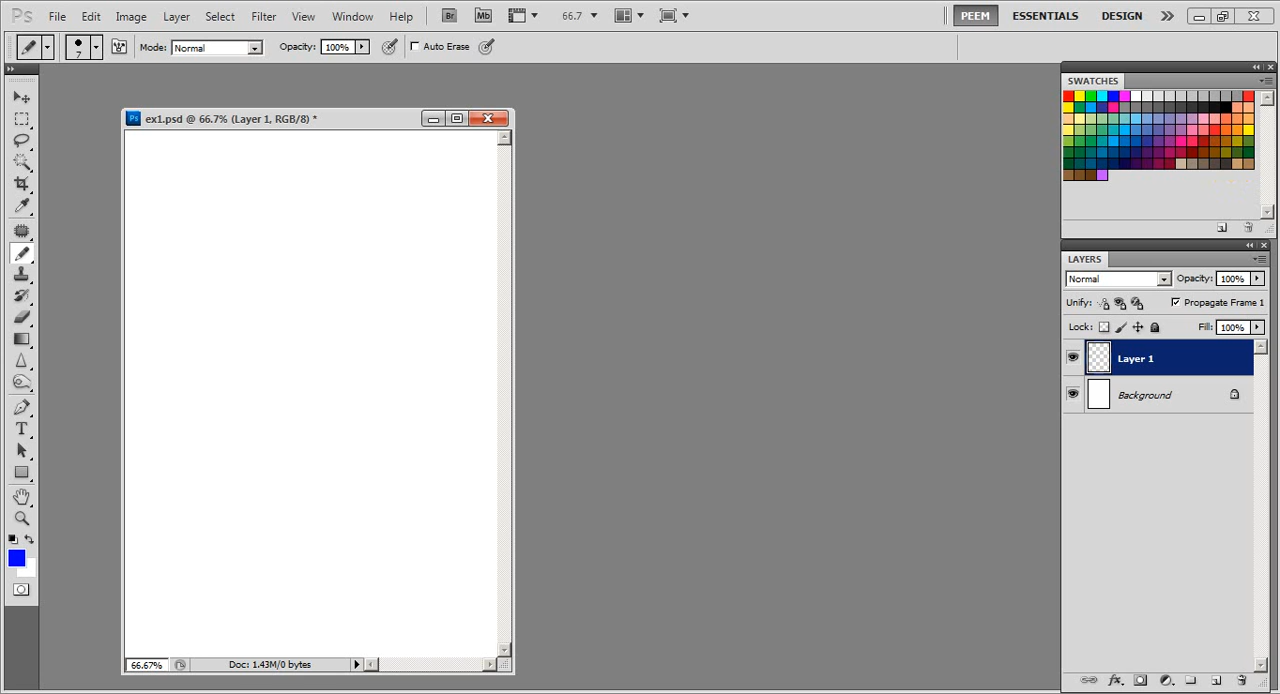 Ps File Edit Image Layer Select Filter View Window Help Br Mb 66.7 PEEM ESSENTIALS DESIGN
7 Mode: Normal Opacity: 100% Auto Erase
SWATCHES
Ps ex1.psd @ 66.7% (Layer 1, RGB/8) *
LAYERS
Normal Opacity: 100%
Unify: Propagate Frame 1
Lock: Fill: 100%
Layer 1
Background
T
66.67% Doc: 1.43M/0 bytes
fx